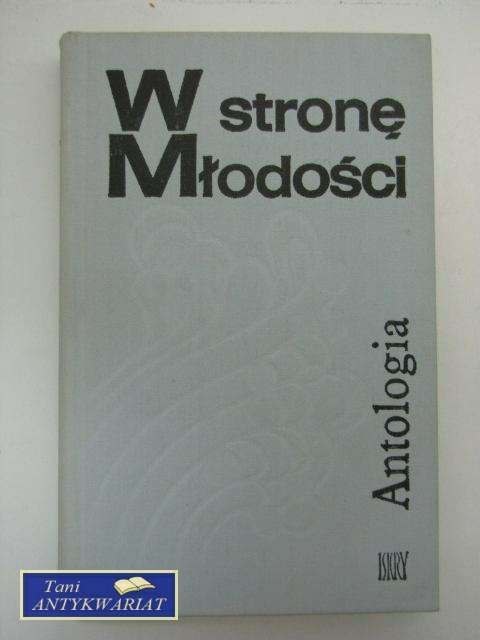 W stronę
Młodości
Antologia
ISKRY
Tani
ANTYKWARIAT